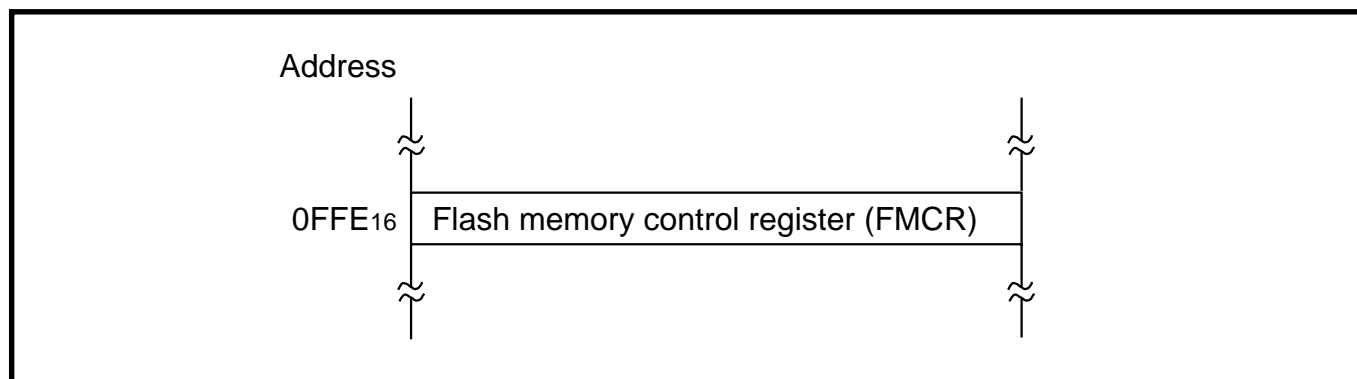 Address
0FFE16 Flash memory control register (FMCR)